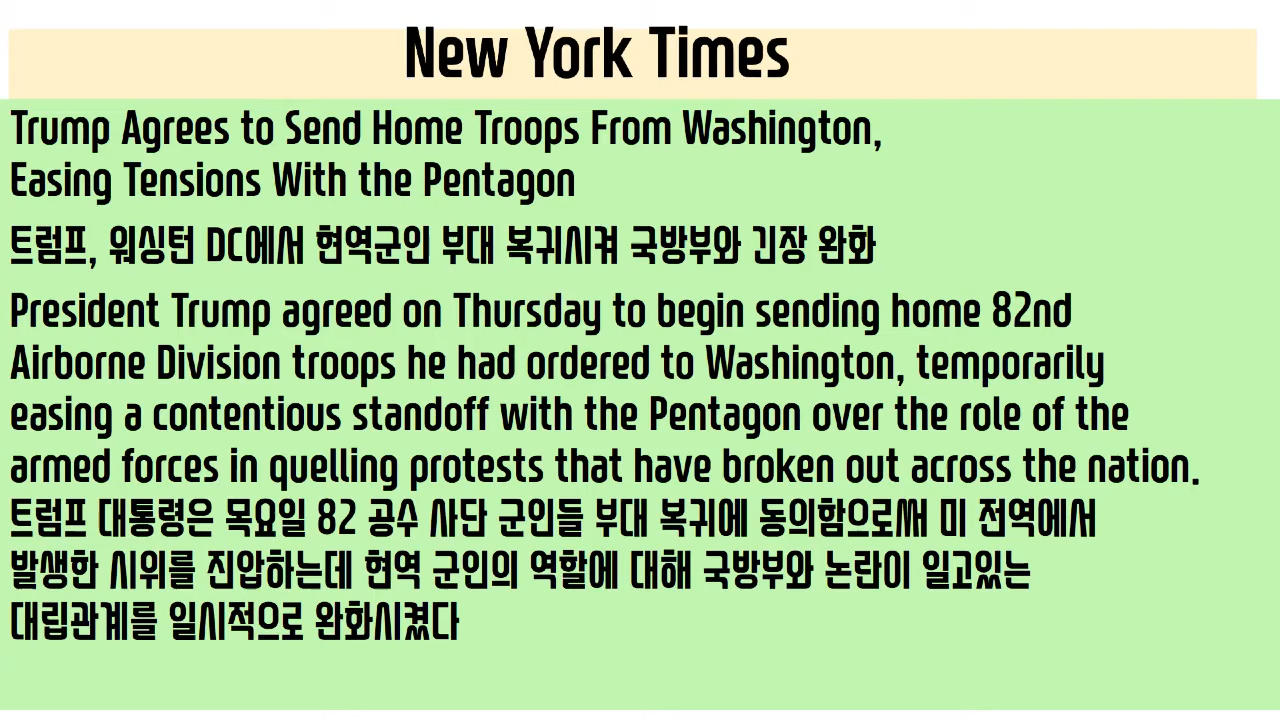 New York Times
Trump Agrees to Send Home Troops From Washington,
Easing Tensions With the Pentagon
트럼프, 워싱턴 DC에서 현역군인 부대 복귀시켜 국방부와 긴장 완화
President Trump agreed on Thursday to begin sending home 82nd
Airborne Division troops he had ordered to Washington, temporarily
easing a contentious standoff with the Pentagon over the role of the
armed forces in quelling protests that have broken out across the nation.
트럼프 대통령은 목요일 82 공수 사단 군인들 부대 복귀에 동의함으로써 미 전역에서
발생한 시위를 진압하는데 현역 군인의 역할에 대해 국방부와 논란이 일고있는
대립관계를 일시적으로 완화시켰다